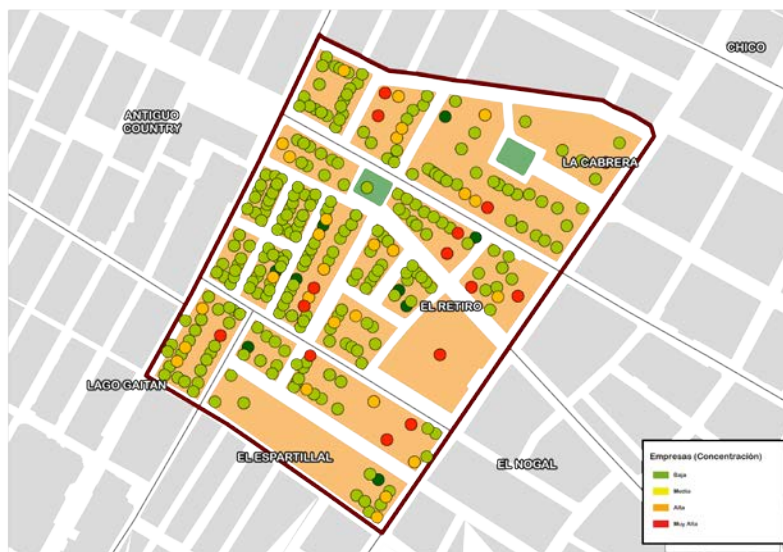 CHICO
ANTIGUO
COUNTRY
LA CABRERA
EL RETIRO
LAGO GAITAN
EL ESPARTILLAL
EL NOGAL
Empresas (Concentración)
Baja
Media
Alta
Muy Alta